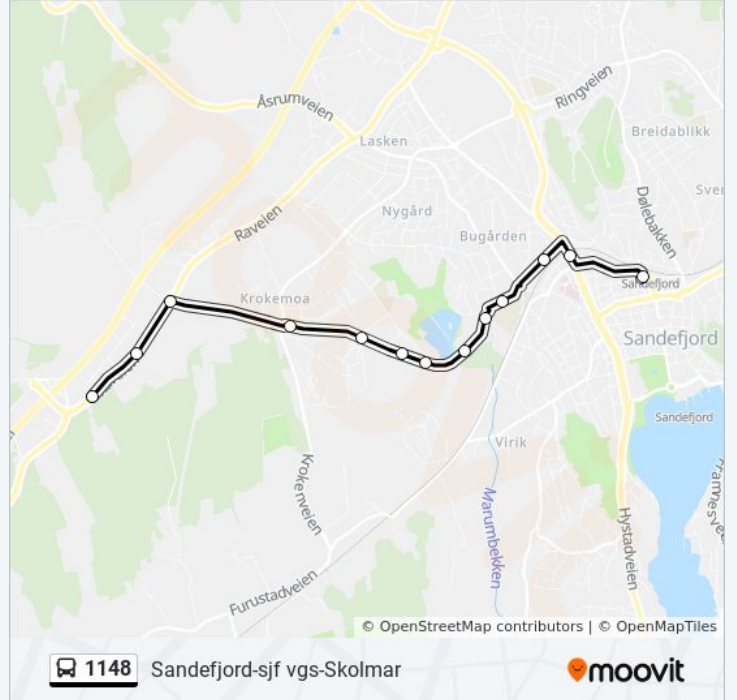 Åsrumveien
Ringveien
Lasken
Breidablikk
Dølebakken
Nygård
Raveien
Bugården
Krokemoa
Sandefjord
Sandefjord
Sandefjord
Virik
Krokenveien
Marumbekken
Hystadveien
Furustadveien
© OpenStreetMap contributors | © OpenMapTiles
1148 Sandefjord-sjf vgs-Skolmar
moovit